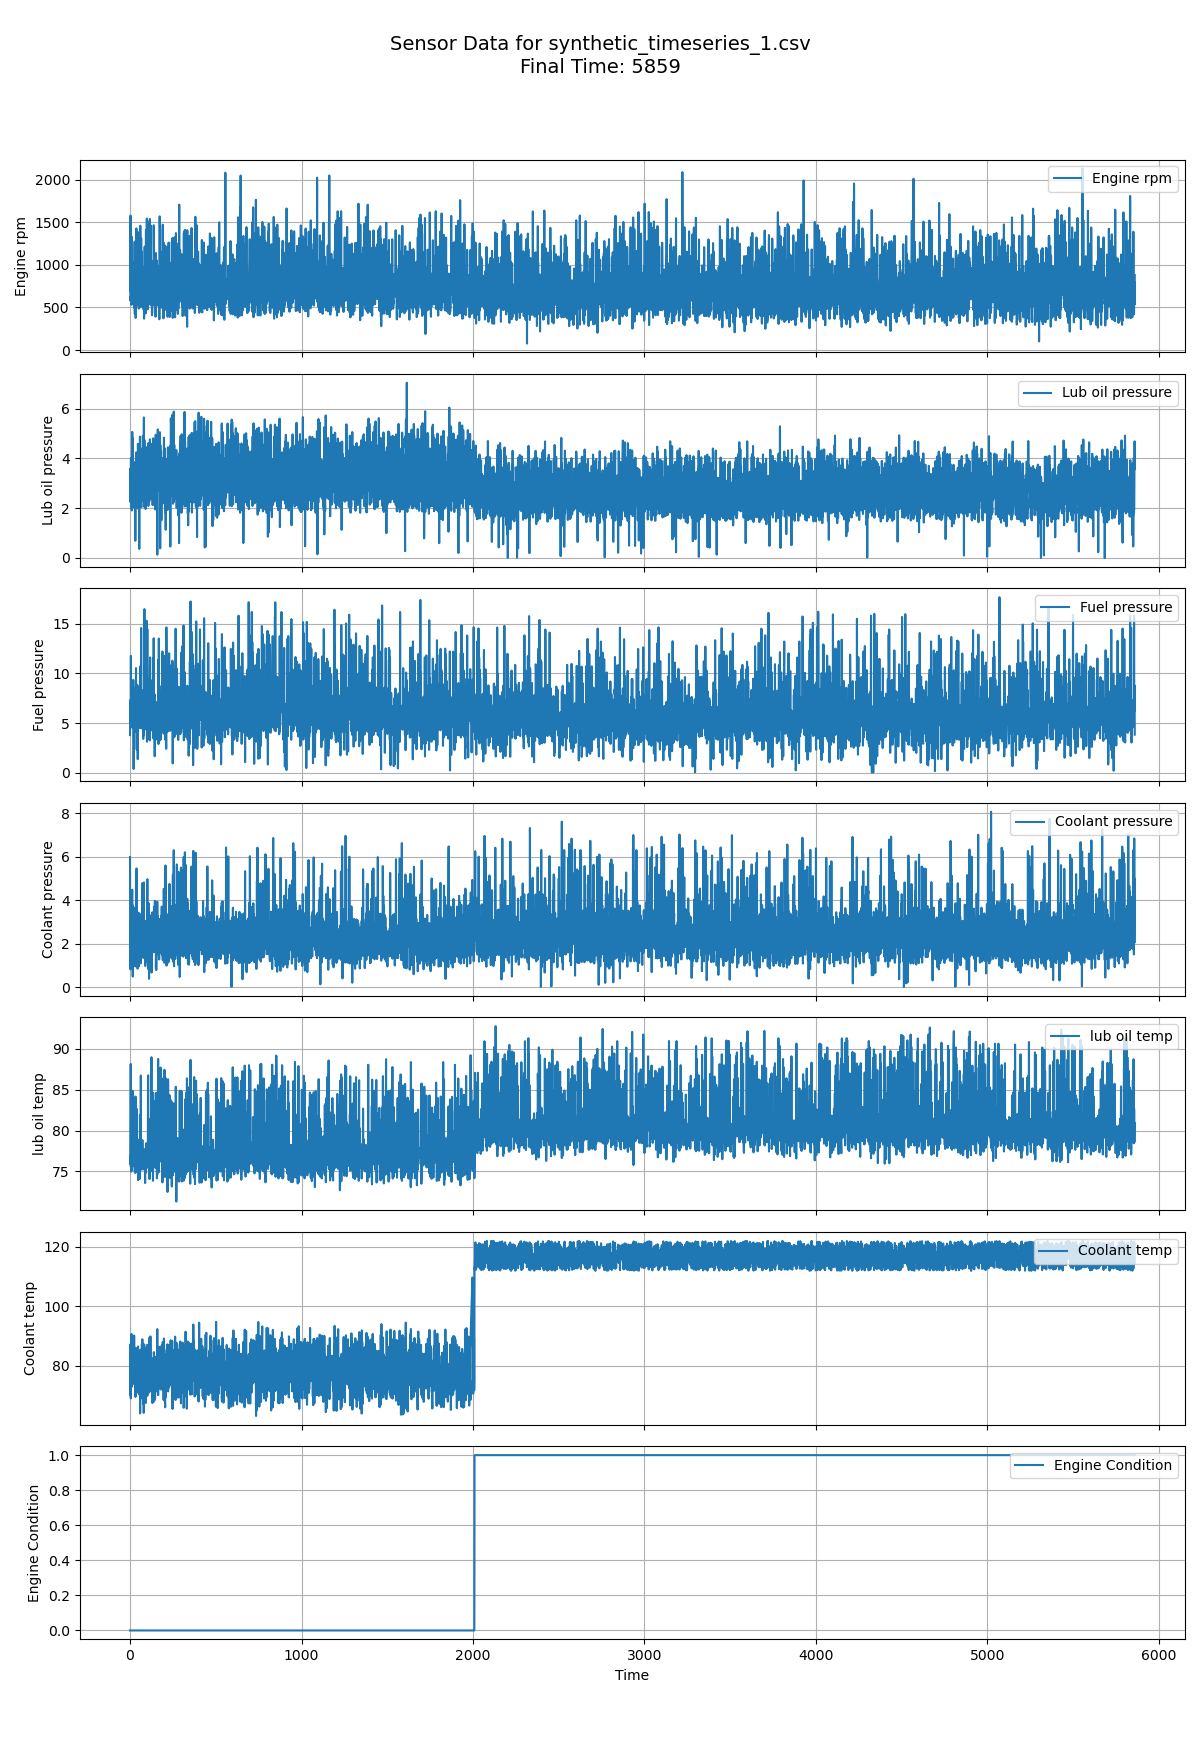 Sensor Data for synthetic_timeseries_1.csv
Final Time: 5859
Engine rpm
2000
1500
1000
500
0
Engine rpm
Lub oil pressure
6
4
2
0
Lub oil pressure
Fuel pressure
15
10
5
0
Fuel pressure
Coolant pressure
8
6
4
2
0
Coolant pressure
lub oil temp
90
85
80
75
lub oil temp
Coolant temp
120
100
80
Coolant temp
Engine Condition
1.0
0.8
0.6
0.4
0.2
0.0
Engine Condition
0 1000 2000 3000 4000 5000 6000
Time